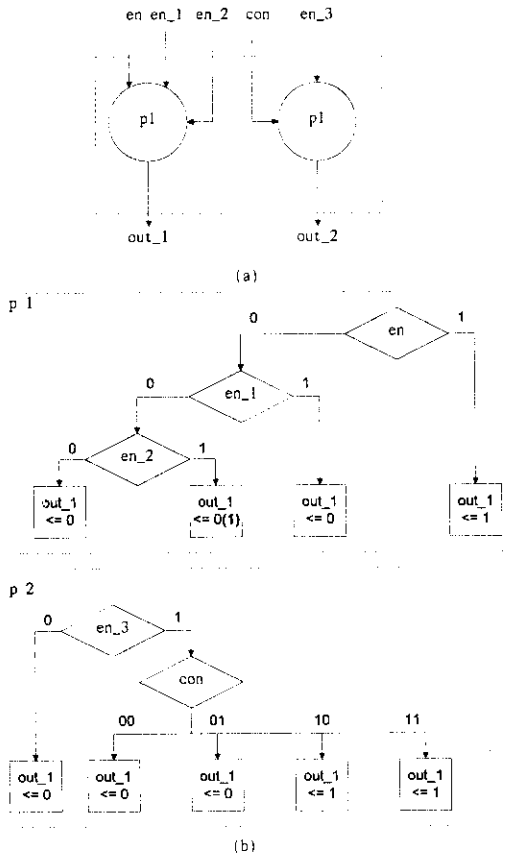 en en_1 en_2 con en_3
p1 p1
out_1 out_2
(a)
p 1
0 en 1
0 en_1 1
0 en_2 1
out_1 <= 0
out_1 <= 0(1)
out_1 <= 0
out_1 <= 1
p 2
0 en_3 1
con
00 01 10 11
out_1 <= 0
out_1 <= 0
out_1 <= 0
out_1 <= 1
out_1 <= 1
(b)